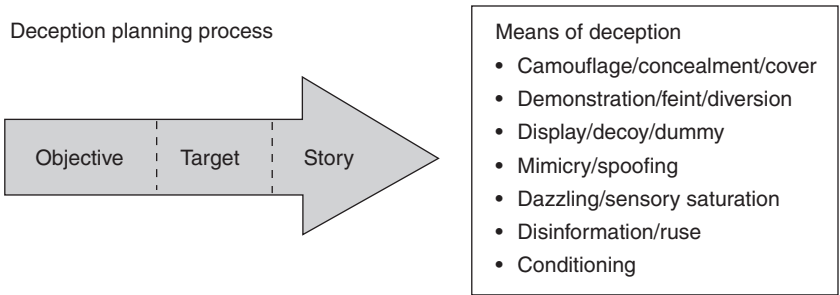 Deception planning process
Objective
Target
Story
Means of deception
• Camouflage/concealment/cover
• Demonstration/feint/diversion
• Display/decoy/dummy
• Mimicry/spoofing
• Dazzling/sensory saturation
• Disinformation/ruse
• Conditioning